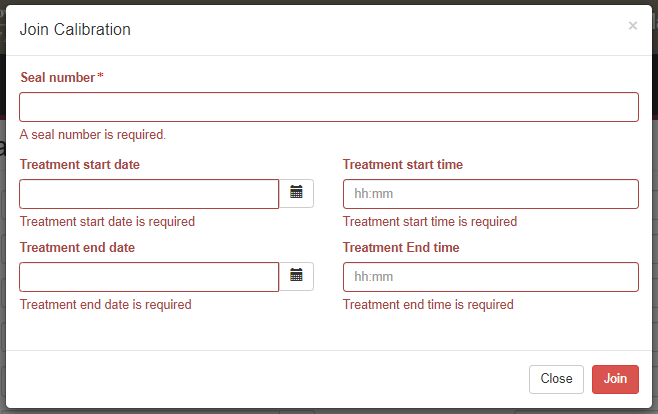 Join Calibration
×
Seal number*
A seal number is required.
Treatment start date
Treatment start time
hh:mm
Treatment start date is required
Treatment start time is required
Treatment end date
Treatment End time
hh:mm
Treatment end date is required
Treatment end time is required
Close
Join